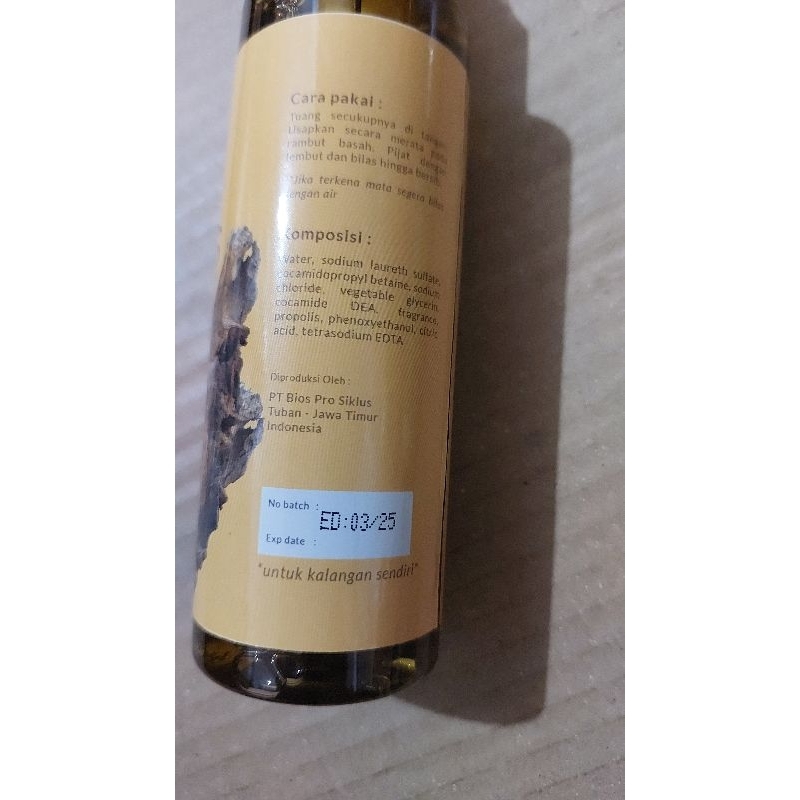 Cara pakai :
Tuang secukupnya di tangan.
Usapkan secara merata pada
rambut basah. Pijat dengan
lembut dan bilas hingga bersih.
*Jika terkena mata segera bilas
dengan air
Komposisi :
Water, sodium laureth sulfate,
cocamidopropyl betaine, sodium
chloride, vegetable glycerin,
cocamide DEA, fragrance,
propolis, phenoxyethanol, citric
acid, tetrasodium EDTA
Diproduksi Oleh :
PT Bios Pro Siklus
Tuban - Jawa Timur
Indonesia
No batch :
ED:03/25
Exp date :
"untuk kalangan sendiri"